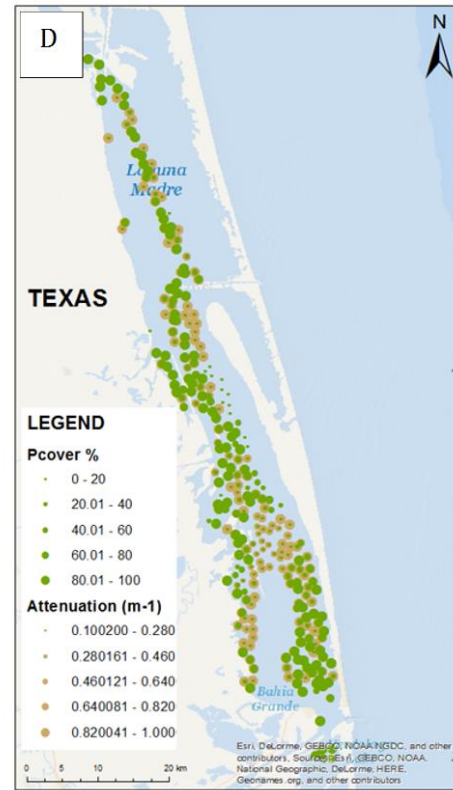 D
N
Laguna
Madre
TEXAS
LEGEND
Pcover %
0 - 20
20.01 - 40
40.01 - 60
60.01 - 80
80.01 - 100
Attenuation (m-1)
0.100200 - 0.280
0.280161 - 0.460
0.460121 - 0.640
0.640081 - 0.820
0.820041 - 1.000
Bahia
Grande
0 5 10 20 km
Esri, DeLorme, GEBCO, NOAA NGDC, and other
contributors, Sources: Esri, GEBCO, NOAA,
National Geographic, DeLorme, HERE,
Geonames.org, and other contributors